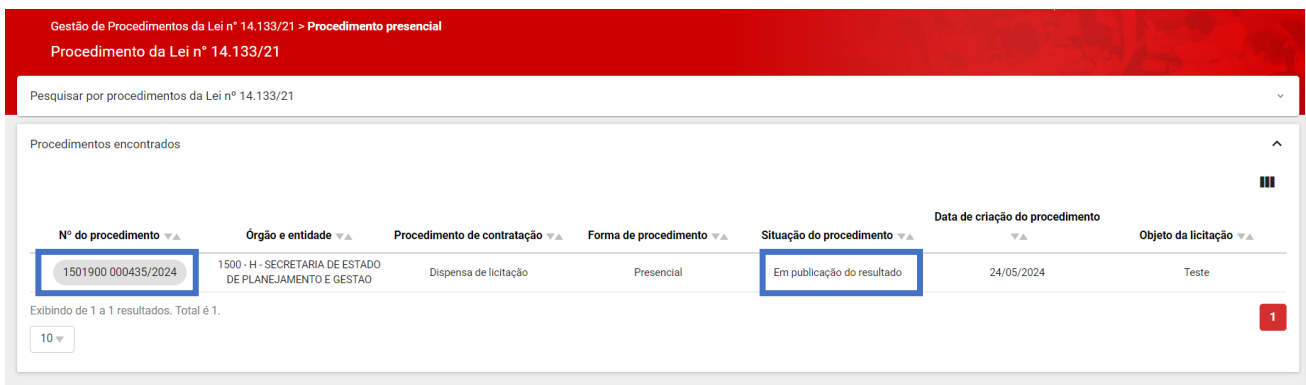 Gestão de Procedimentos da Lei n° 14.133/21 > Procedimento presencial
Procedimento da Lei n° 14.133/21
Pesquisar por procedimentos da Lei nº 14.133/21
Procedimentos encontrados
Nº do procedimento Órgão e entidade Procedimento de contratação Forma de procedimento Situação do procedimento Data de criação do procedimento Objeto da licitação
1501900 000435/2024 1500 - H - SECRETARIA DE ESTADO DE PLANEJAMENTO E GESTAO Dispensa de licitação Presencial Em publicação do resultado 24/05/2024 Teste
Exibindo de 1 a 1 resultados. Total é 1.
1
10